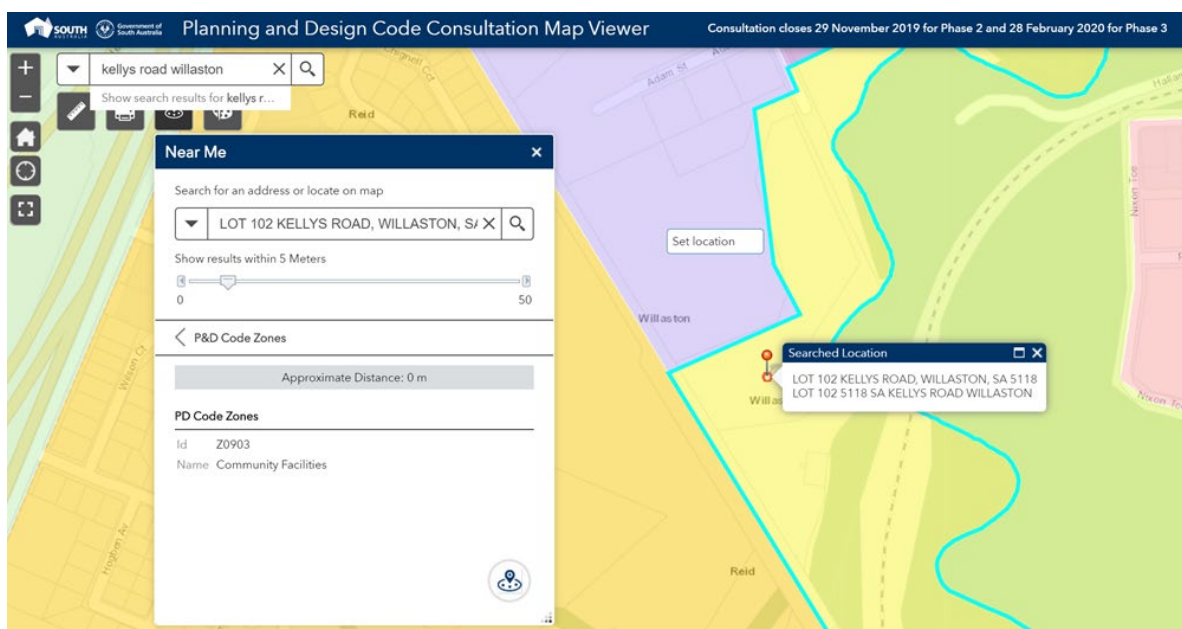 SOUTH AUSTRALIA
Government of South Australia
Planning and Design Code Consultation Map Viewer
Consultation closes 29 November 2019 for Phase 2 and 28 February 2020 for Phase 3
kellys road willaston
Show search results for kellys r...
Chignell Cct
Adam St
Reid
Near Me
Search for an address or locate on map
LOT 102 KELLYS ROAD, WILLASTON, SA
Show results within 5 Meters
0
50
P&D Code Zones
Approximate Distance: 0 m
PD Code Zones
Id Z0903
Name Community Facilities
Set location
Willaston
Searched Location
LOT 102 KELLYS ROAD, WILLASTON, SA 5118
LOT 102 5118 SA KELLYS ROAD WILLASTON
Nixon Tce
Wilson Ct
Hogben Av
Reid